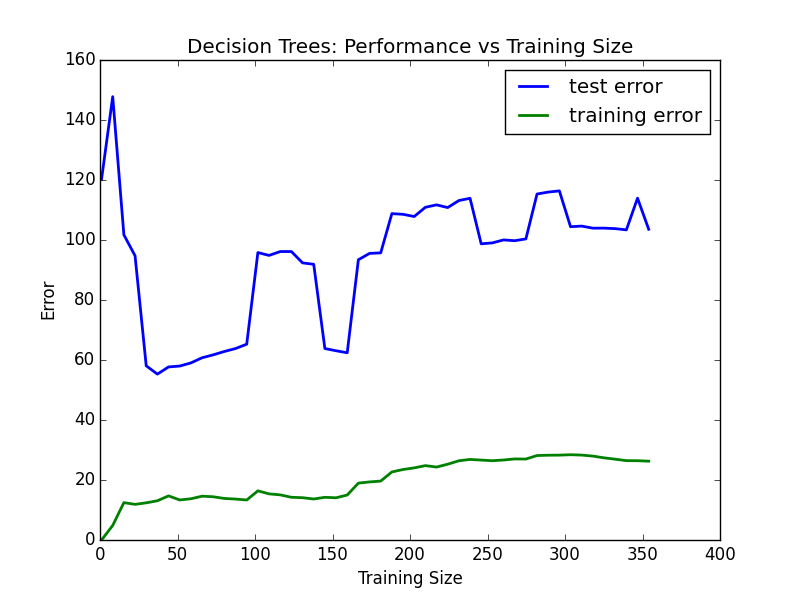 Decision Trees: Performance vs Training Size
test error
training error
160
140
120
100
80
60
40
20
0
Error
0 50 100 150 200 250 300 350 400
Training Size